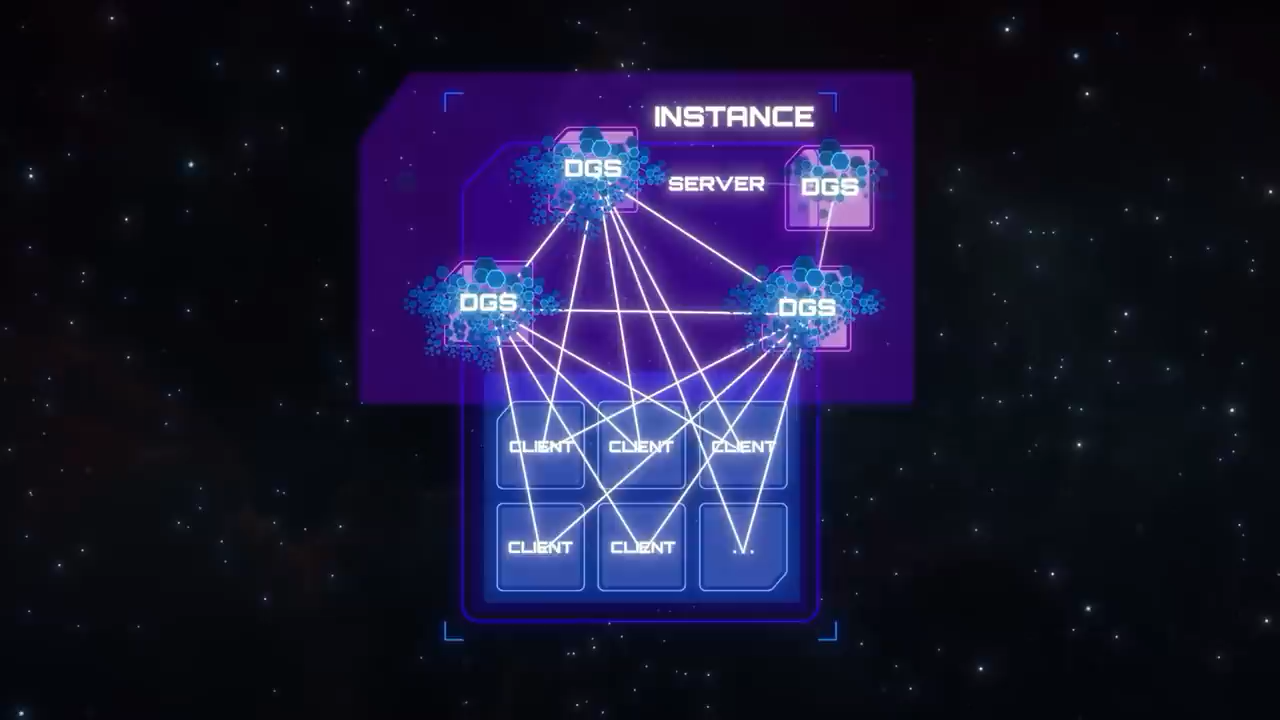 INSTANCE
DGS
SERVER
DGS
DGS
DGS
CLIENT
CLIENT
CLIENT
CLIENT
CLIENT
...